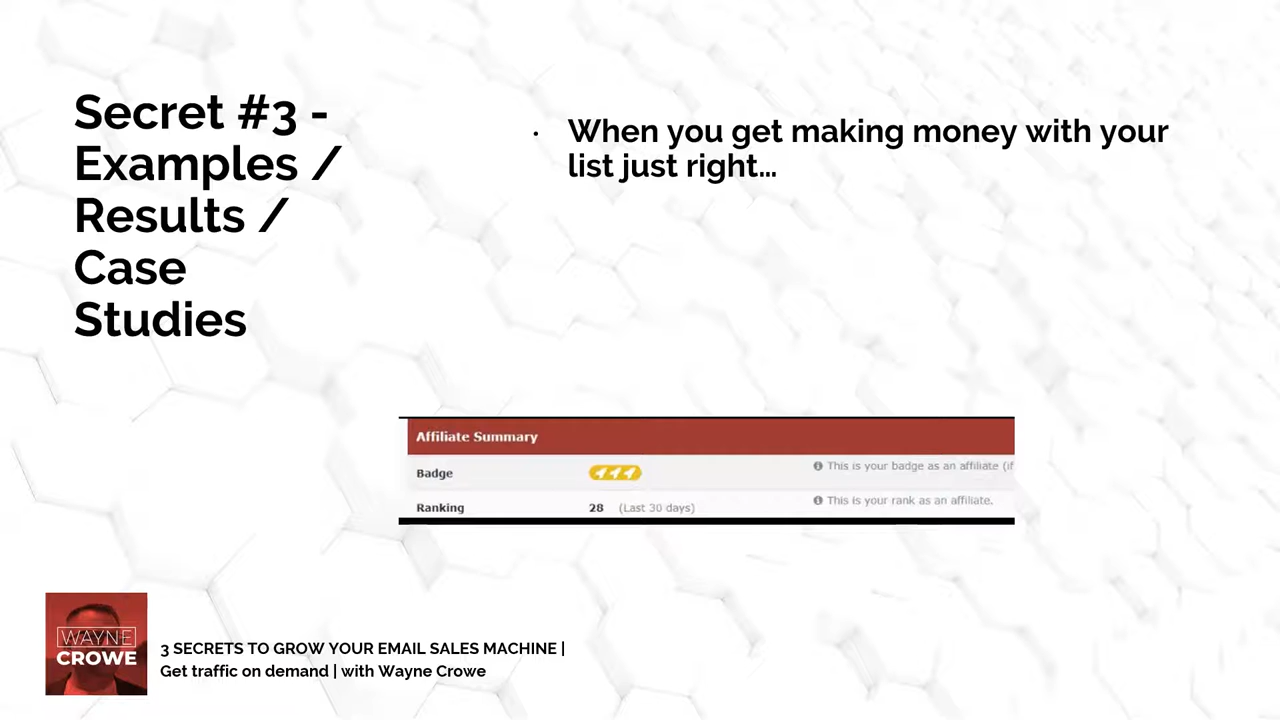 Secret #3 -
Examples /
Results /
Case
Studies
• When you get making money with your
list just right...
Affiliate Summary
Badge
This is your badge as an affiliate (if
Ranking
28 (Last 30 days)
This is your rank as an affiliate.
WAYNE
CROWE
3 SECRETS TO GROW YOUR EMAIL SALES MACHINE |
Get traffic on demand | with Wayne Crowe